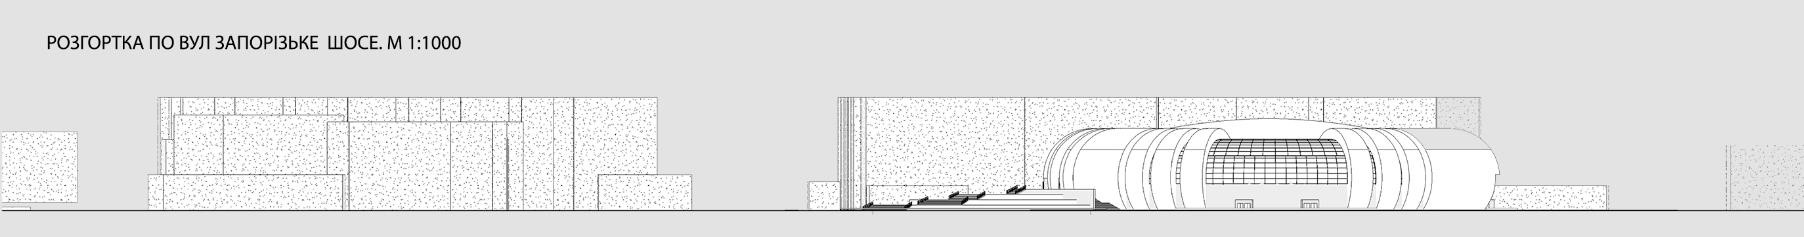 РОЗГОРТКА ПО ВУЛ ЗАПОРІЗЬКЕ ШОСЕ. М 1:1000